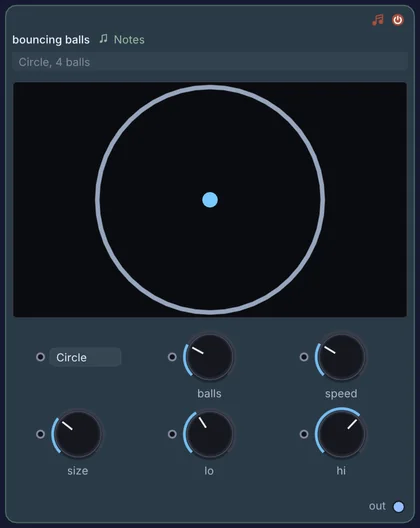 bouncing balls Notes
Circle, 4 balls
Circle
balls
speed
size
lo
hi
out